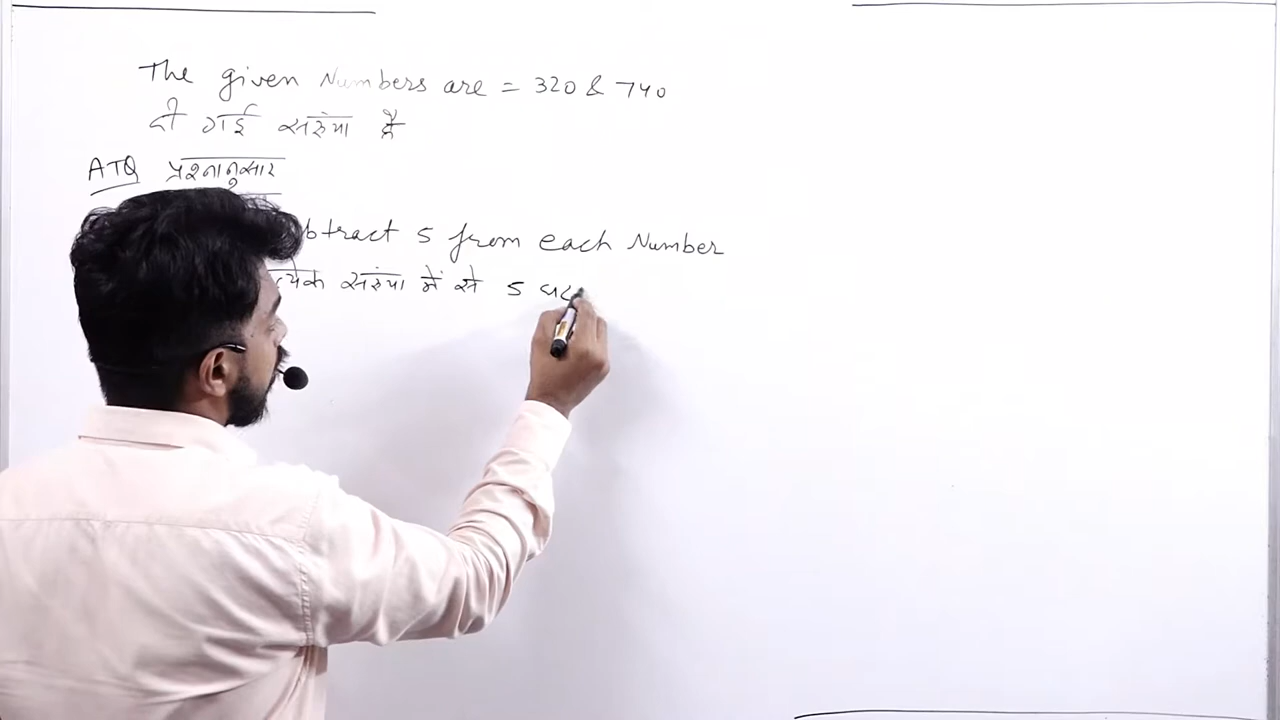 The given Numbers are = 320 & 740
दी गई संख्या है
ATQ प्रश्नानुसार
btract 5 from each Number
त्येक संख्या में से 5